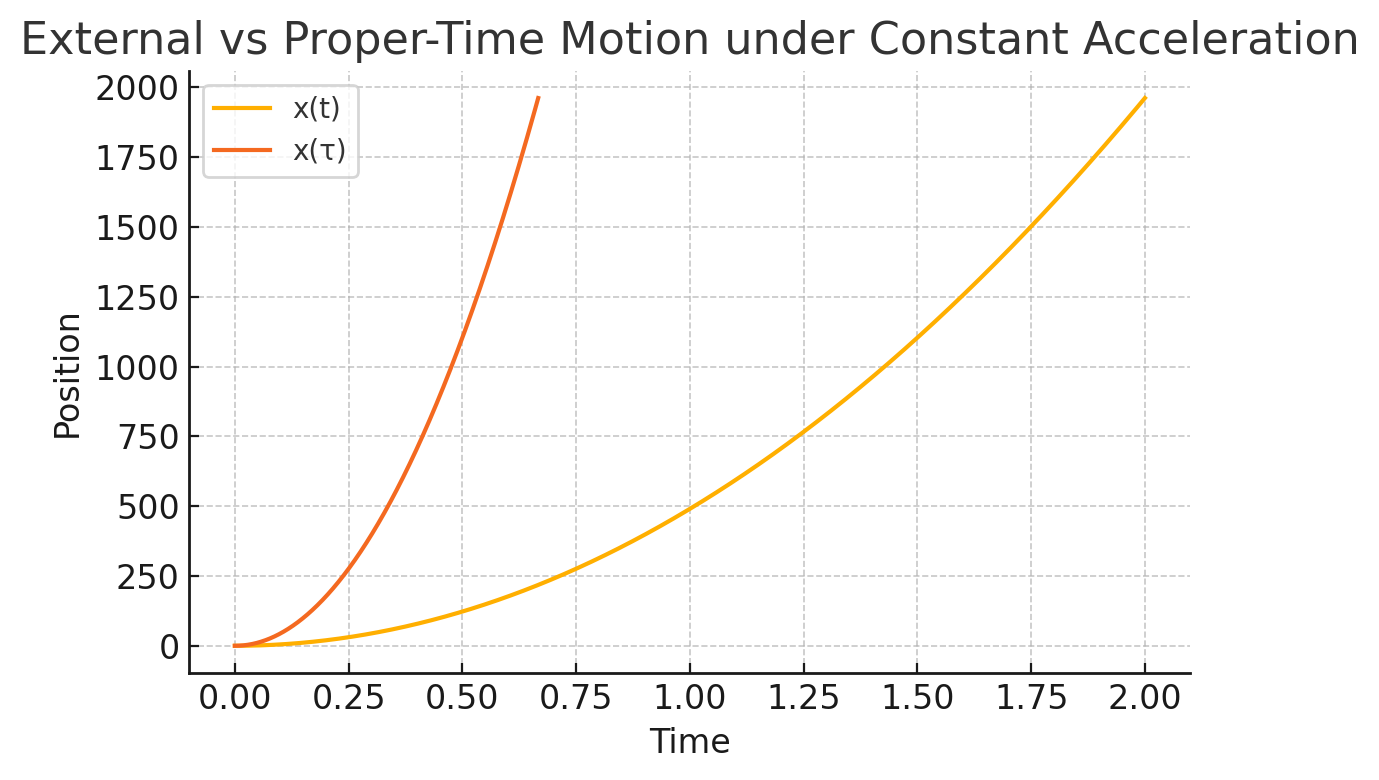 External vs Proper-Time Motion under Constant Acceleration
x(t)
x(τ)
Position
2000
1750
1500
1250
1000
750
500
250
0
0.00 0.25 0.50 0.75 1.00 1.25 1.50 1.75 2.00
Time